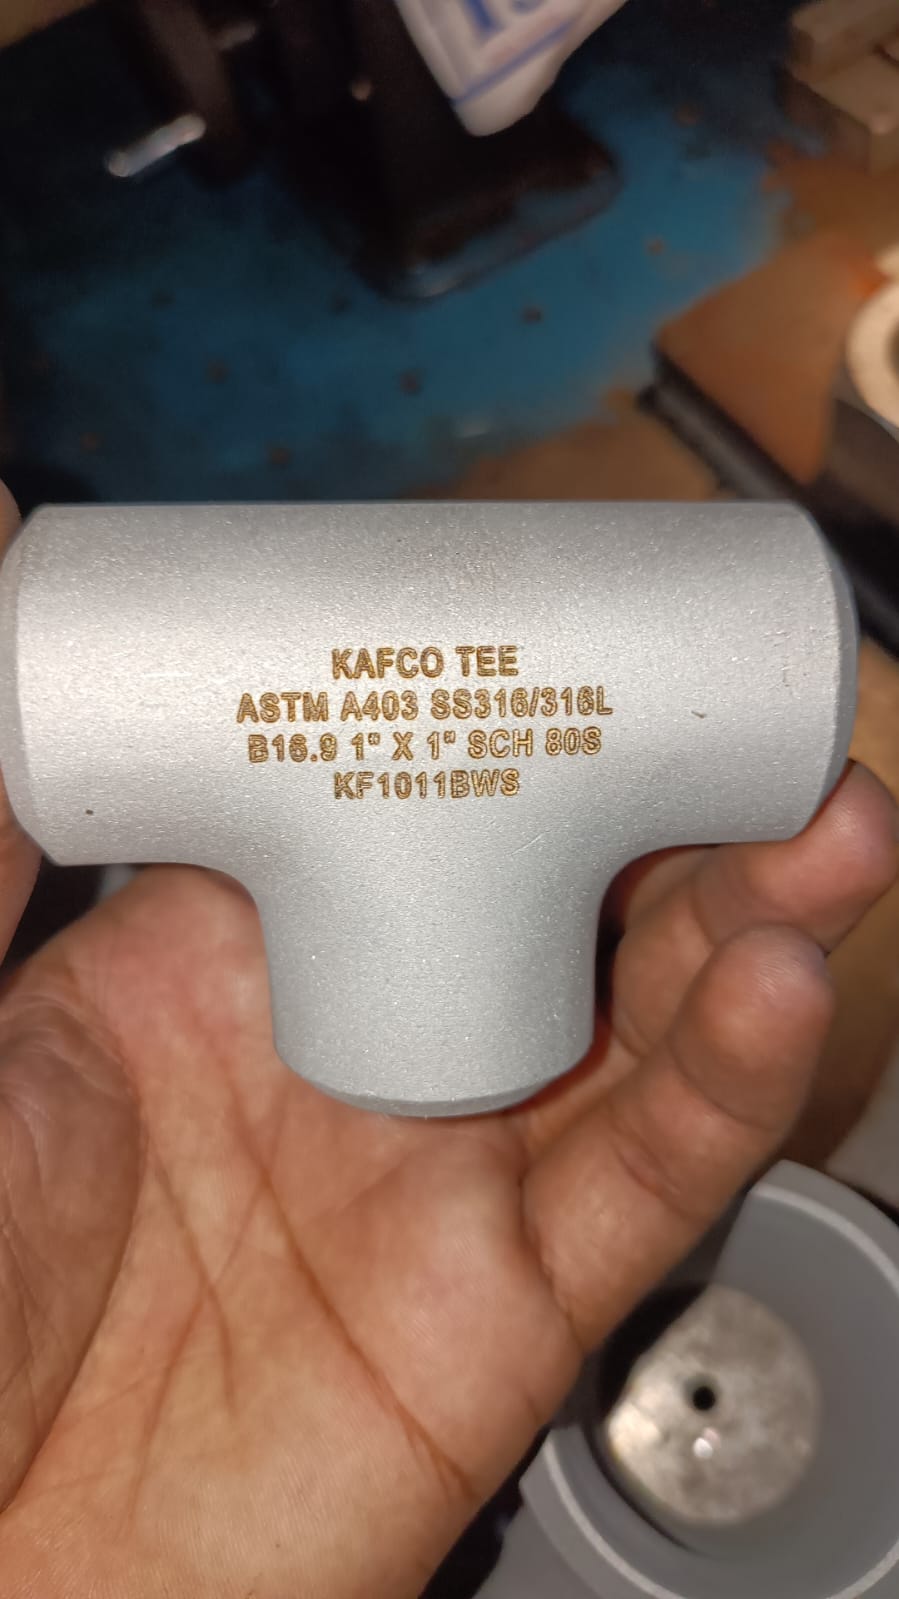 KAFCO TEE
ASTM A403 SS316/316L
B16.9 1" X 1" SCH 80S
KF1011BWS